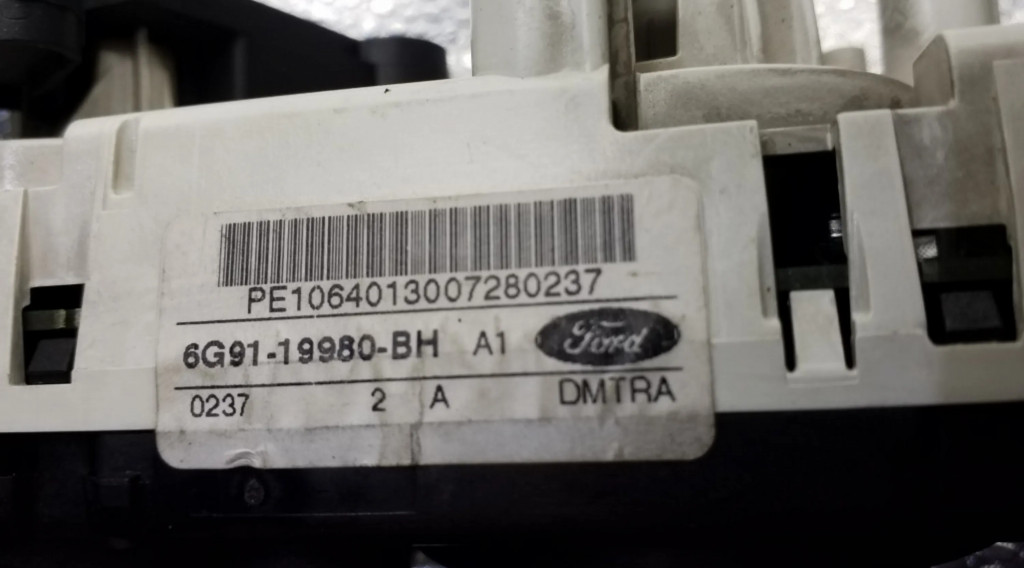 PE1064013007280237
6G91-19980-BH A1 Ford
0237 2 A DMTRA